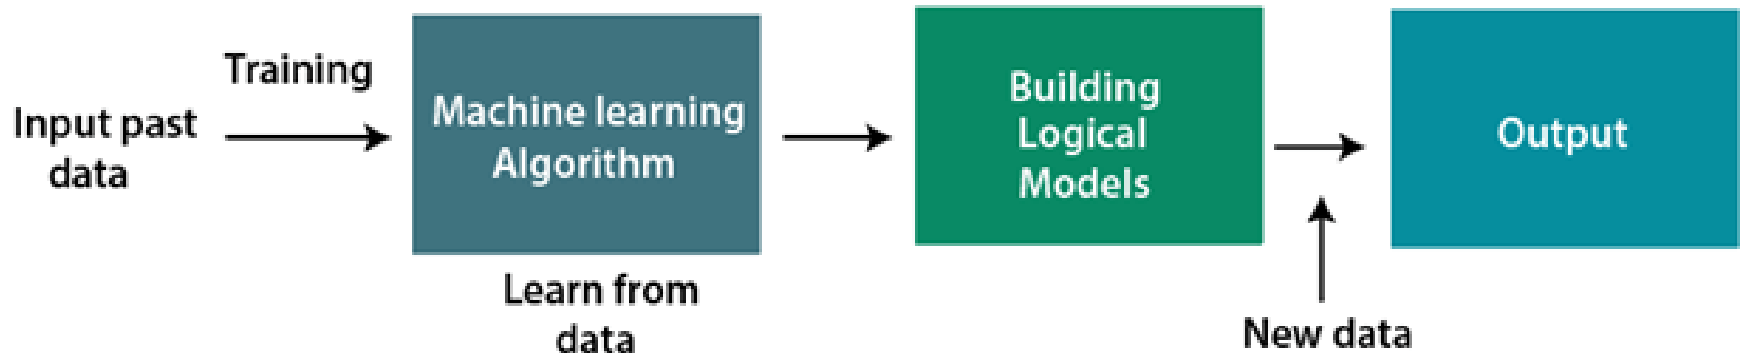 Training
Input past
data
Machine learning
Algorithm
Learn from
data
Building
Logical
Models
New data
Output